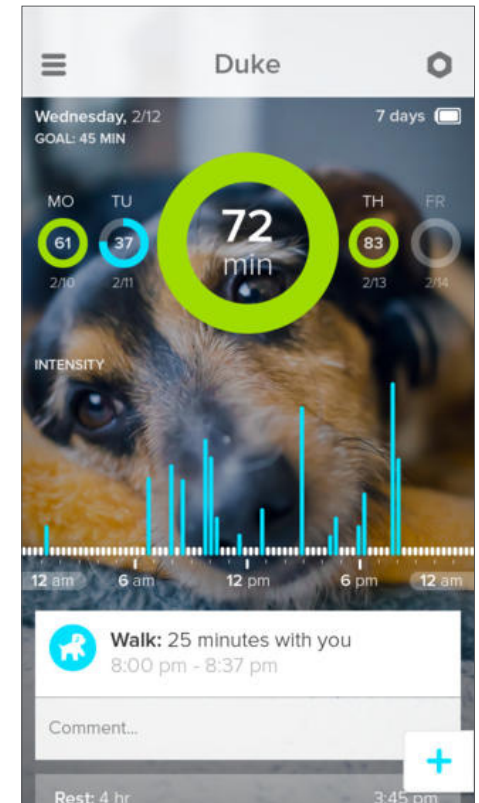 Duke
Wednesday, 2/12
7 days
GOAL: 45 MIN
MO
TU
TH
FR
61
37
72
min
83
2/10
2/11
2/13
2/14
INTENSITY
12 am
6 am
12 pm
6 pm
12 am
Walk: 25 minutes with you
8:00 pm - 8:37 pm
Comment...
+
Rest: 4 hr
3:45 pm